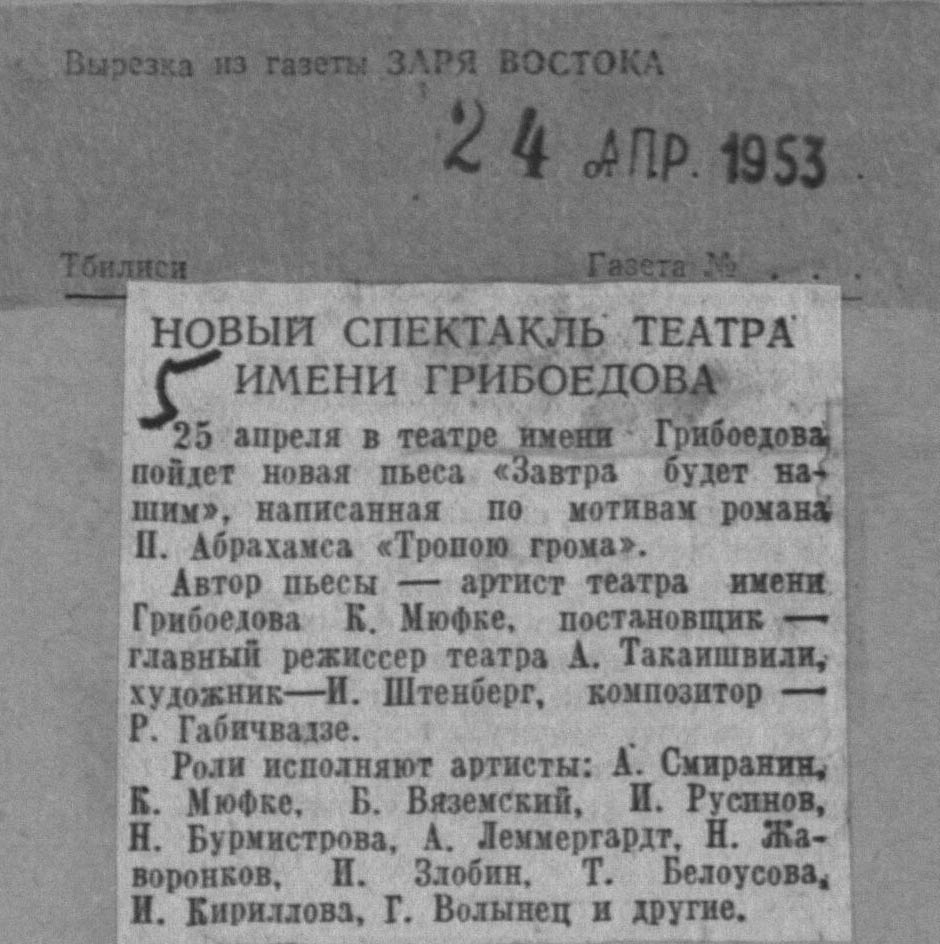 Вырезка из газеты ЗАРЯ ВОСТОКА
24 АПР. 1953
Тбилиси Газета № . . .
НОВЫЙ СПЕКТАКЛЬ ТЕАТРА
ИМЕНИ ГРИБОЕДОВА
25 апреля в театре имени Грибоедова
пойдет новая пьеса «Завтра будет на-
шим», написанная по мотивам романа
П. Абрахамса «Тропою грома».
Автор пьесы — артист театра имени
Грибоедова К. Мюфке, постановщик —
главный режиссер театра А. Такаишвили,
художник—И. Штенберг, композитор —
Р. Габичвадзе.
Роли исполняют артисты: А. Смиранин,
К. Мюфке, Б. Вяземский, И. Русинов,
Н. Бурмистрова, А. Леммергардт, Н. Жа-
воронков, И. Злобин, Т. Белоусова,
И. Кириллова, Г. Волынец и другие.